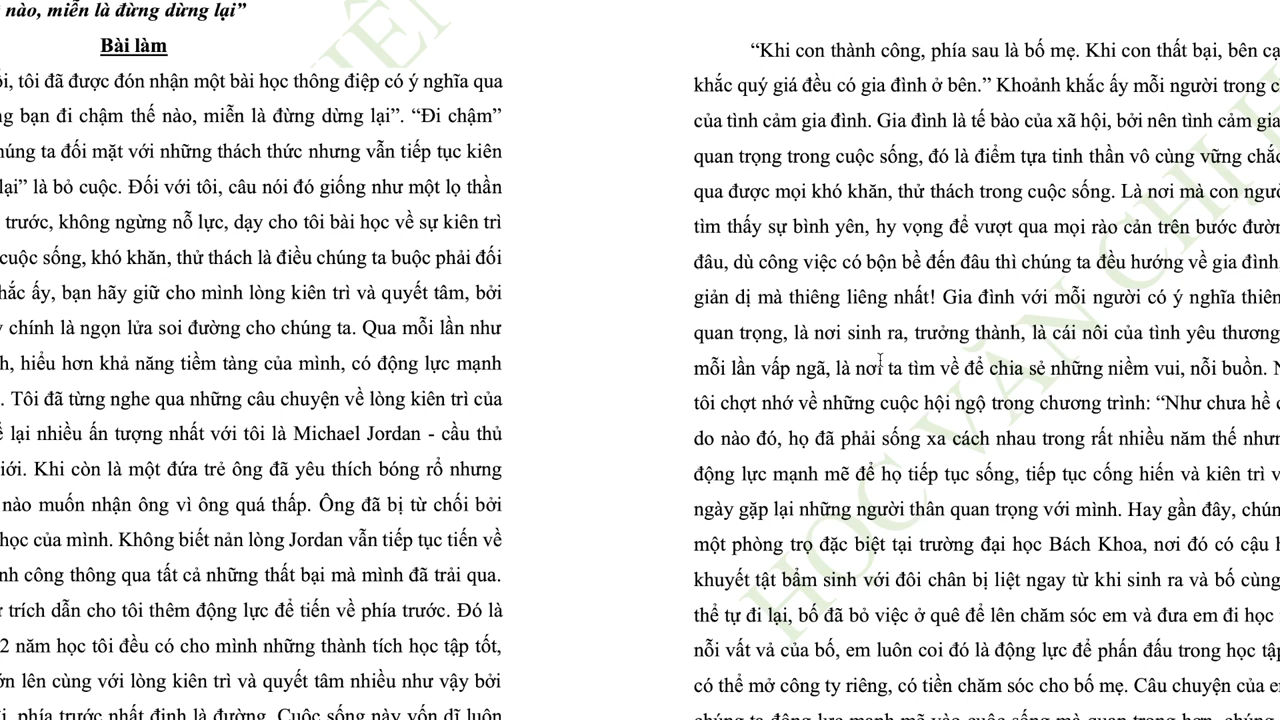 nào, miễn là đừng dừng lại”
Bài làm
tôi đã được đón nhận một bài học thông điệp có ý nghĩa qua
bạn đi chậm thế nào, miễn là đừng dừng lại”. “Đi chậm”
chúng ta đối mặt với những thách thức nhưng vẫn tiếp tục kiên
lại” là bỏ cuộc. Đối với tôi, câu nói đó giống như một lọ thần
trước, không ngừng nỗ lực, dạy cho tôi bài học về sự kiên trì
cuộc sống, khó khăn, thử thách là điều chúng ta buộc phải đối
ấy, bạn hãy giữ cho mình lòng kiên trì và quyết tâm, bởi
chính là ngọn lửa soi đường cho chúng ta. Qua mỗi lần như
hiểu hơn khả năng tiềm tàng của mình, có động lực mạnh
. Tôi đã từng nghe qua những câu chuyện về lòng kiên trì của
lại nhiều ấn tượng nhất với tôi là Michael Jordan - cầu thủ
giới. Khi còn là một đứa trẻ ông đã yêu thích bóng rổ nhưng
nào muốn nhận ông vì ông quá thấp. Ông đã bị từ chối bởi
học của mình. Không biết nản lòng Jordan vẫn tiếp tục tiến về
công thông qua tất cả những thất bại mà mình đã trải qua.
trích dẫn cho tôi thêm động lực để tiến về phía trước. Đó là
2 năm học tôi đều có cho mình những thành tích học tập tốt,
lên cùng với lòng kiên trì và quyết tâm nhiều như vậy bởi
phía trước nhất định là đường. Cuộc sống này vốn dĩ luôn
“Khi con thành công, phía sau là bố mẹ. Khi con thất bại, bên
khắc quý giá đều có gia đình ở bên.” Khoảnh khắc ấy mỗi người trong
của tình cảm gia đình. Gia đình là tế bào của xã hội, bởi nên tình cảm gia
quan trọng trong cuộc sống, đó là điểm tựa tinh thần vô cùng vững chắc
qua được mọi khó khăn, thử thách trong cuộc sống. Là nơi mà con người
tìm thấy sự bình yên, hy vọng để vượt qua mọi rào cản trên bước đường
đâu, dù công việc có bộn bề đến đâu thì chúng ta đều hướng về gia đình
giản dị mà thiêng liêng nhất! Gia đình với mỗi người có ý nghĩa
quan trọng, là nơi sinh ra, trưởng thành, là cái nôi của tình yêu thương
mỗi lần vấp ngã, là nơi ta tìm về để chia sẻ những niềm vui, nỗi buồn.
tôi chợt nhớ về những cuộc hội ngộ trong chương trình: “Như chưa hề
do nào đó, họ đã phải sống xa cách nhau trong rất nhiều năm thế
động lực mạnh mẽ để họ tiếp tục sống, tiếp tục cống hiến và kiên trì
ngày gặp lại những người thân quan trọng với mình. Hay gần đây,
một phòng trọ đặc biệt tại trường đại học Bách Khoa, nơi đó có cậu
khuyết tật bẩm sinh với đôi chân bị liệt ngay từ khi sinh ra và bố cùng
thể tự đi lại, bố đã bỏ việc ở quê để lên chăm sóc em và đưa em đi học
nỗi vất vả của bố, em luôn coi đó là động lực để phấn đấu trong học tập
có thể mở công ty riêng, có tiền chăm sóc cho bố mẹ. Câu chuyện của
chúng ta động lực mạnh mẽ vào cuộc sống mà quan trọng hơn,
HỌC VĂN CHỊ